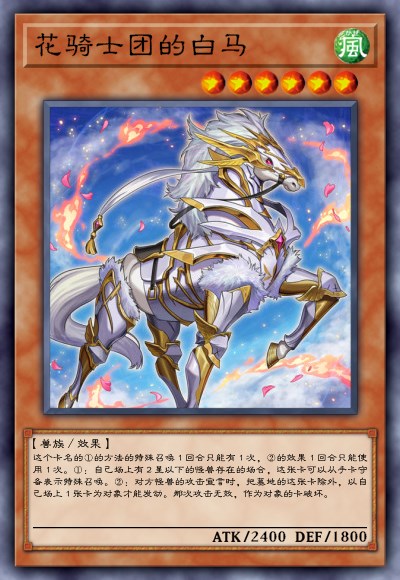 花骑士团的白马
風
【兽族／效果】
这个卡名的①的方法的特殊召唤1回合只能有1次，②的效果1回合只能使
用1次。①：自己场上有2星以下的怪兽存在的场合，这张卡可以从手卡守
备表示特殊召唤。②：对方怪兽的攻击宣言时，把墓地的这张卡除外，以自
己场上1张卡为对象才能发动。那次攻击无效，作为对象的卡破坏。
ATK/2400 DEF/1800